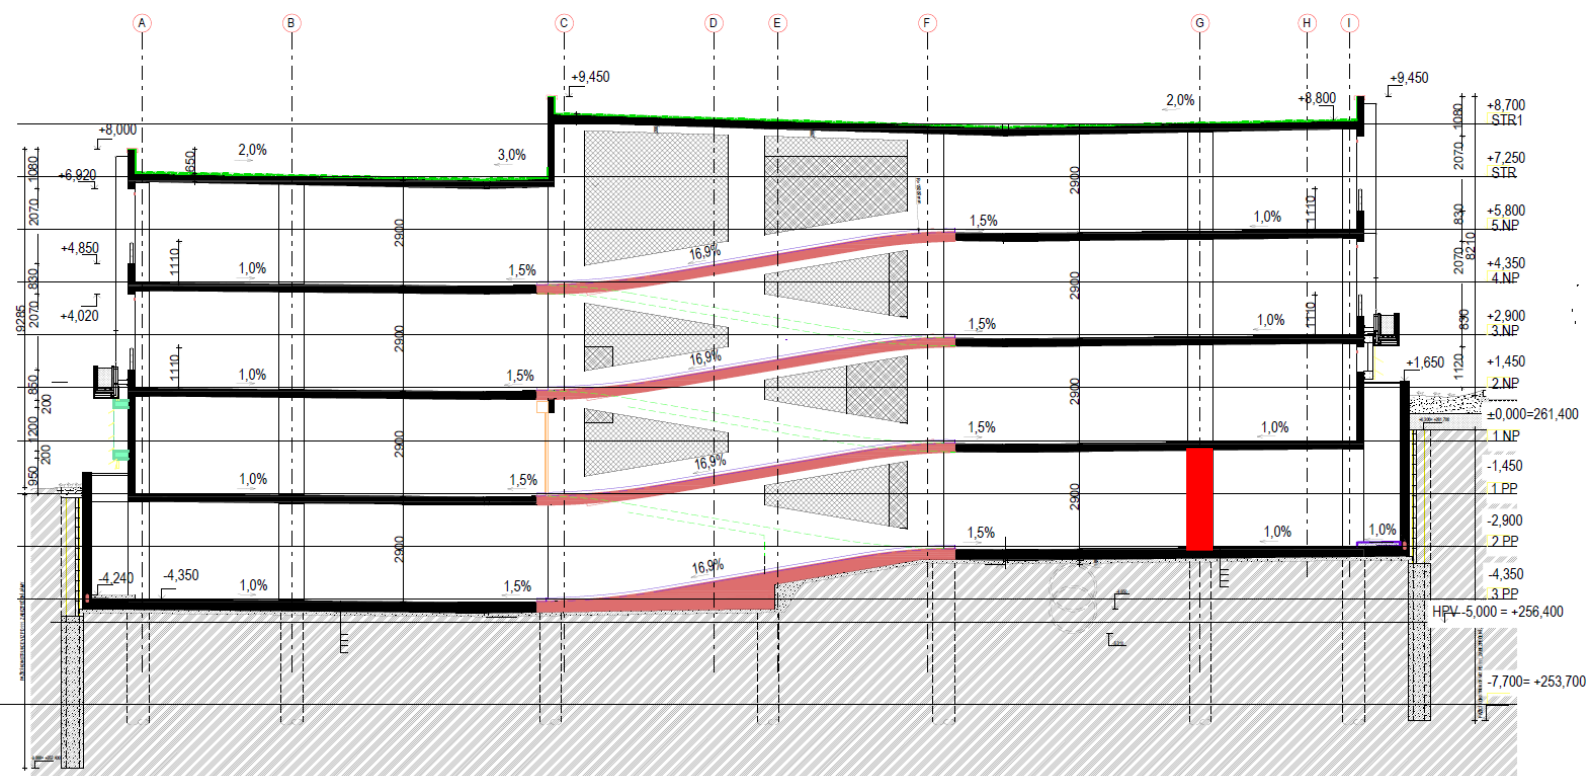 A B C D E F G H I
+9,450 +9,450
2,0% +8,800 +8,700
STR1
1080
+8,000
2,0% 650 3,0%
1080 2070
+7,250
STR
+6,920
2900
2070 830 1110
+5,800
5.NP
1,5% 1,0%
2900 8210
+4,850 1110 1,0% 1,5% 16,9%
2070
+4,350
4.NP
830 2900
+4,020
9285 2070
1,5% 1,0% 1110 830
+2,900
3.NP
2900
1110 1,0% 1,5% 16,9%
1120 +1,650
+1,450
2.NP
850 200 2900
±0,000=261,400
1200 1,5% 1,0%
1 NP
200 2900
950 1,0% 1,5% 16,9%
-1,450
1 PP
2900
-2,900
2 PP
1,5% 1,0% 1,0%
2900
-4,240 -4,350 1,0% 1,5% 16,9%
-4,350
3 PP
HPV -5,000 = +256,400
-7,700= +253,700